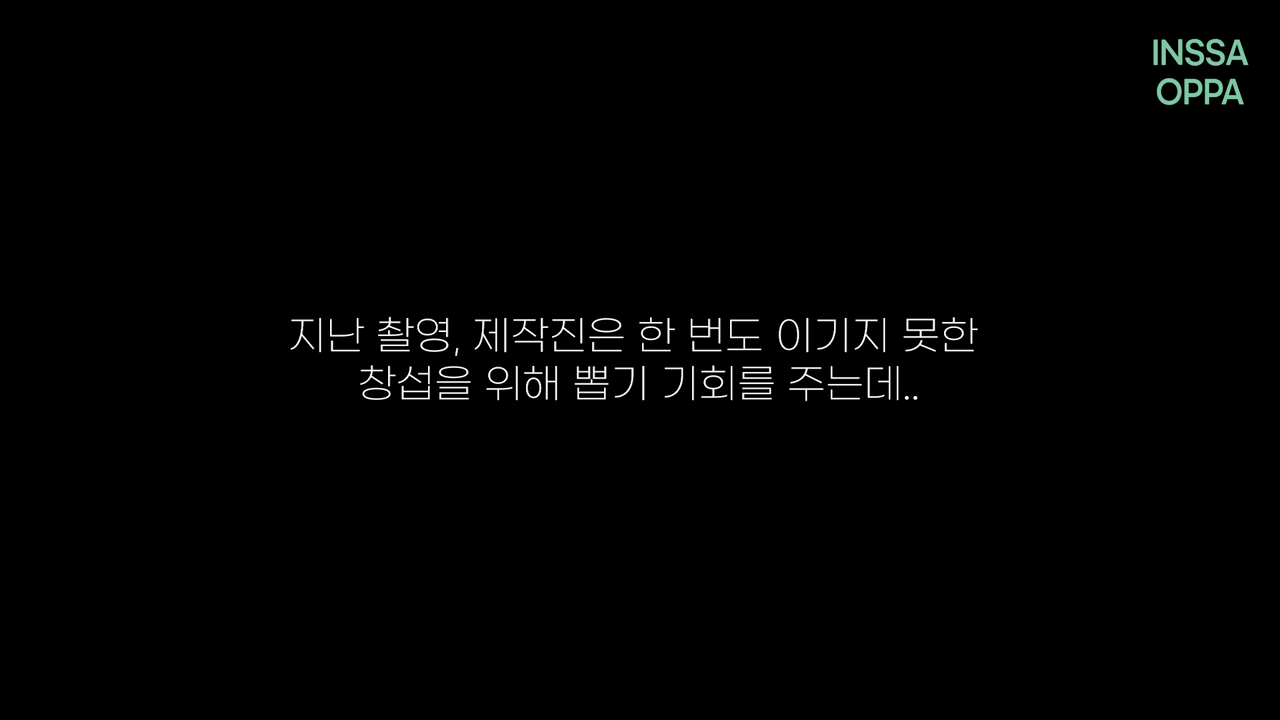 INSSA
OPPA
지난 촬영, 제작진은 한 번도 이기지 못한
창섭을 위해 뽑기 기회를 주는데..